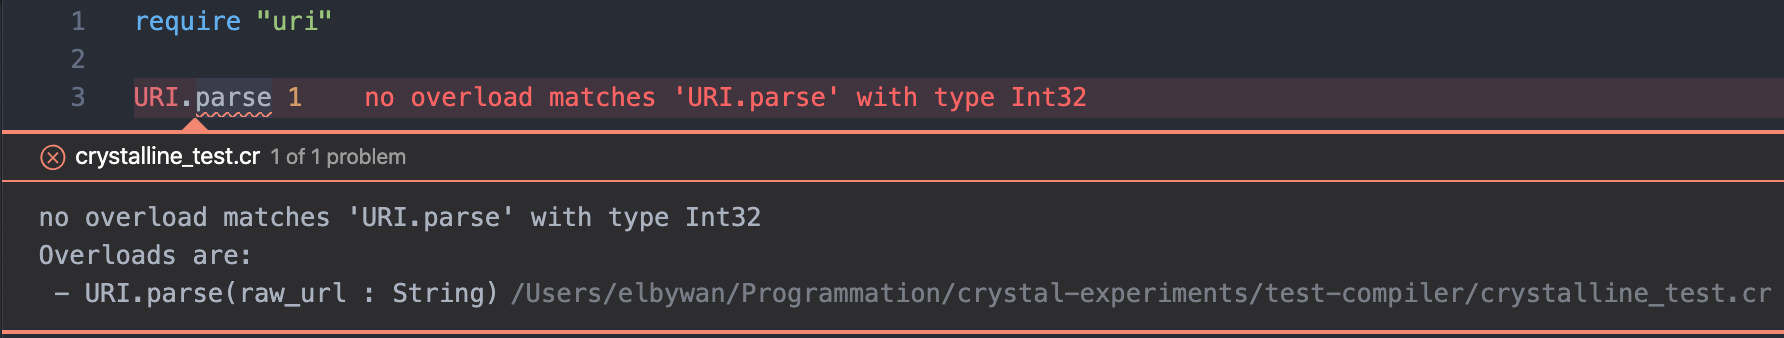 1 require "uri"
2
3 URI.parse 1 no overload matches 'URI.parse' with type Int32
crystalline_test.cr 1 of 1 problem
no overload matches 'URI.parse' with type Int32
Overloads are:
- URI.parse(raw_url : String) /Users/elbywan/Programmation/crystal-experiments/test-compiler/crystalline_test.cr